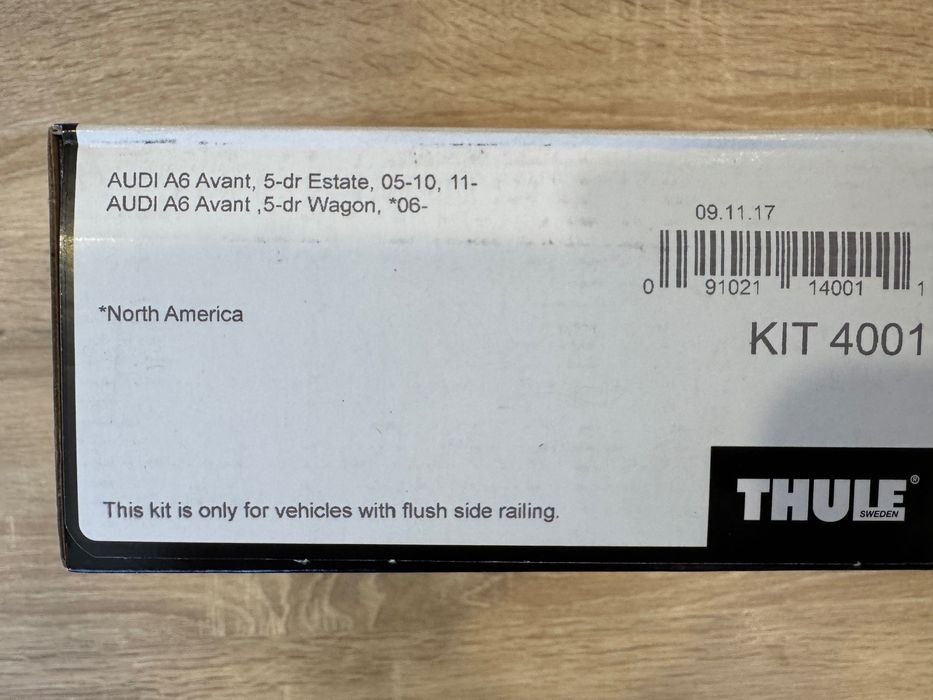 AUDI A6 Avant, 5-dr Estate, 05-10, 11-
AUDI A6 Avant ,5-dr Wagon, *06-
09.11.17
0 91021 14001 1
*North America
KIT 4001
THULE®
SWEDEN
This kit is only for vehicles with flush side railing.